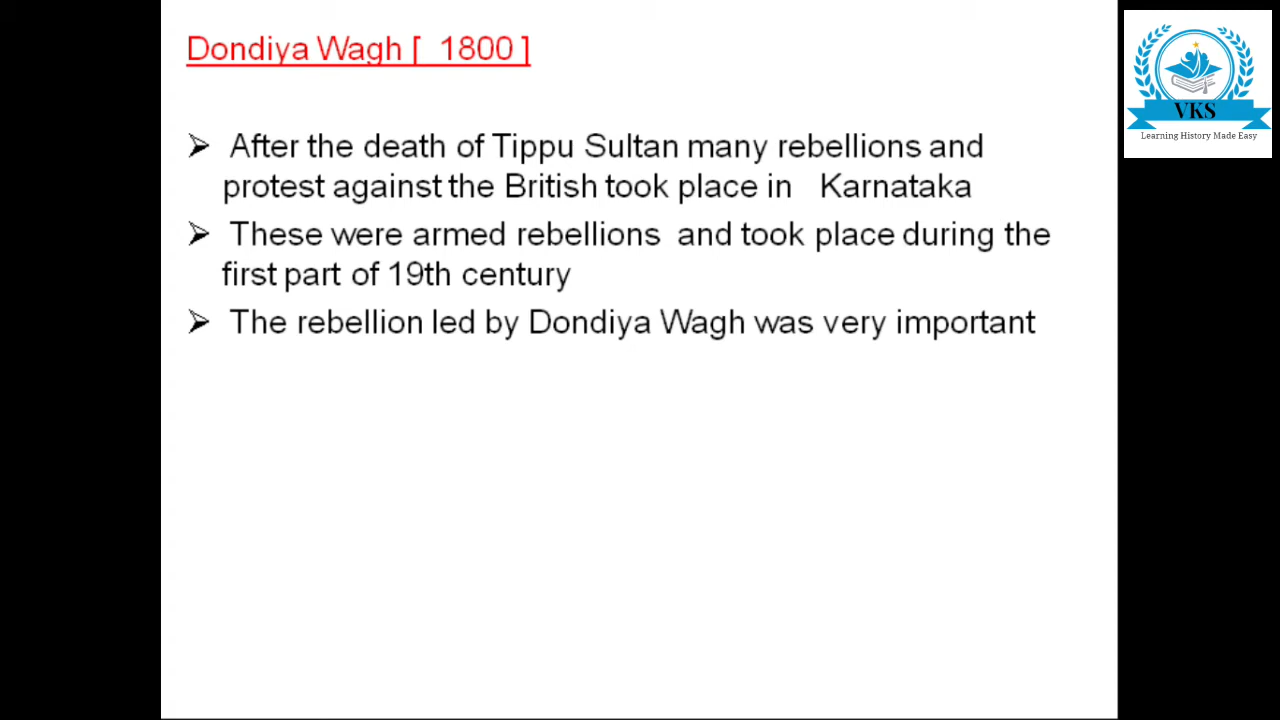 Dondiya Wagh [ 1800 ]
➢ After the death of Tippu Sultan many rebellions and
protest against the British took place in Karnataka
➢ These were armed rebellions and took place during the
first part of 19th century
➢ The rebellion led by Dondiya Wagh was very important
VKS
Learning History Made Easy